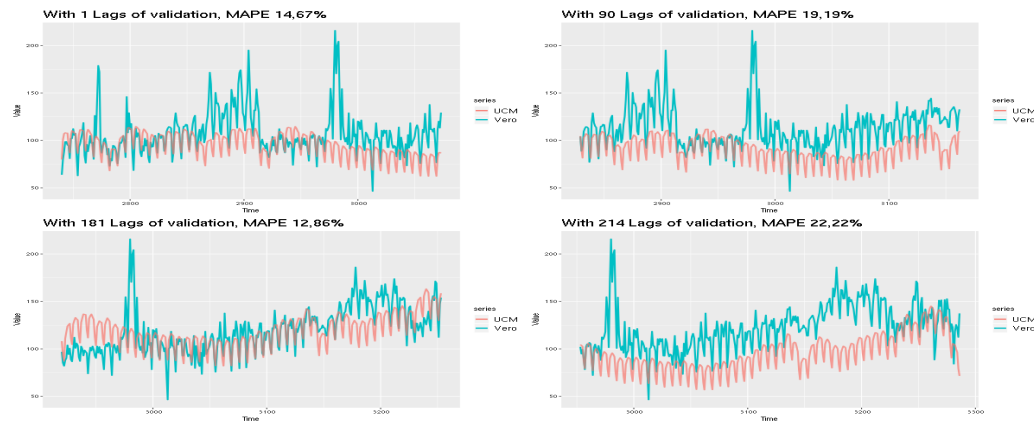 With 1 Lags of validation, MAPE 14,67%
200
150
100
50
Value
2800
2900
3000
Time
series
UCM
Vero
With 90 Lags of validation, MAPE 19,19%
200
150
100
50
Value
2900
3000
3100
Time
series
UCM
Vero
With 181 Lags of validation, MAPE 12,86%
200
150
100
50
Value
3000
3100
3200
Time
series
UCM
Vero
With 214 Lags of validation, MAPE 22,22%
200
150
100
50
Value
3000
3100
3200
3300
Time
series
UCM
Vero